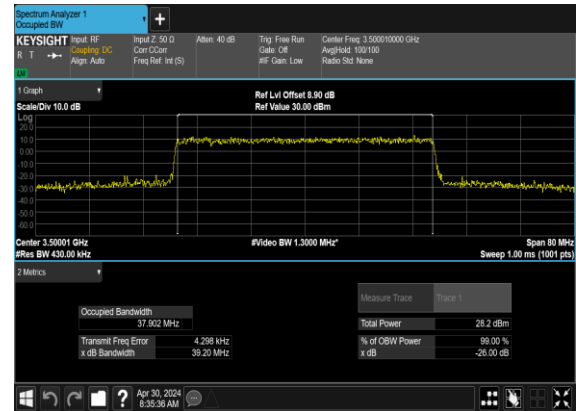 Spectrum Analyzer 1
Occupied BW
KEYSIGHT
R T
Input: RF
Coupling: DC
Align: Auto
Input Z: 50 Ω
Corr CCorr
Freq Ref: Int (S)
Atten: 40 dB
Trig: Free Run
Gate: Off
#IF Gain: Low
Center Freq: 3.500010000 GHz
Avg|Hold: 100/100
Radio Std: None
1 Graph
Scale/Div 10.0 dB
Ref Lvl Offset 8.90 dB
Ref Value 30.00 dBm
Log
20.0
10.0
0.00
-10.0
-20.0
-30.0
-40.0
-50.0
-60.0
Center 3.50001 GHz
#Res BW 430.00 kHz
#Video BW 1.3000 MHz*
Span 80 MHz
Sweep 1.00 ms (1001 pts)
2 Metrics
Measure Trace Trace 1
Occupied Bandwidth
37.902 MHz
Total Power 28.2 dBm
Transmit Freq Error 4.298 kHz
% of OBW Power 99.00 %
x dB Bandwidth 39.20 MHz
x dB -26.00 dB
?
Apr 30, 2024
8:35:36 AM